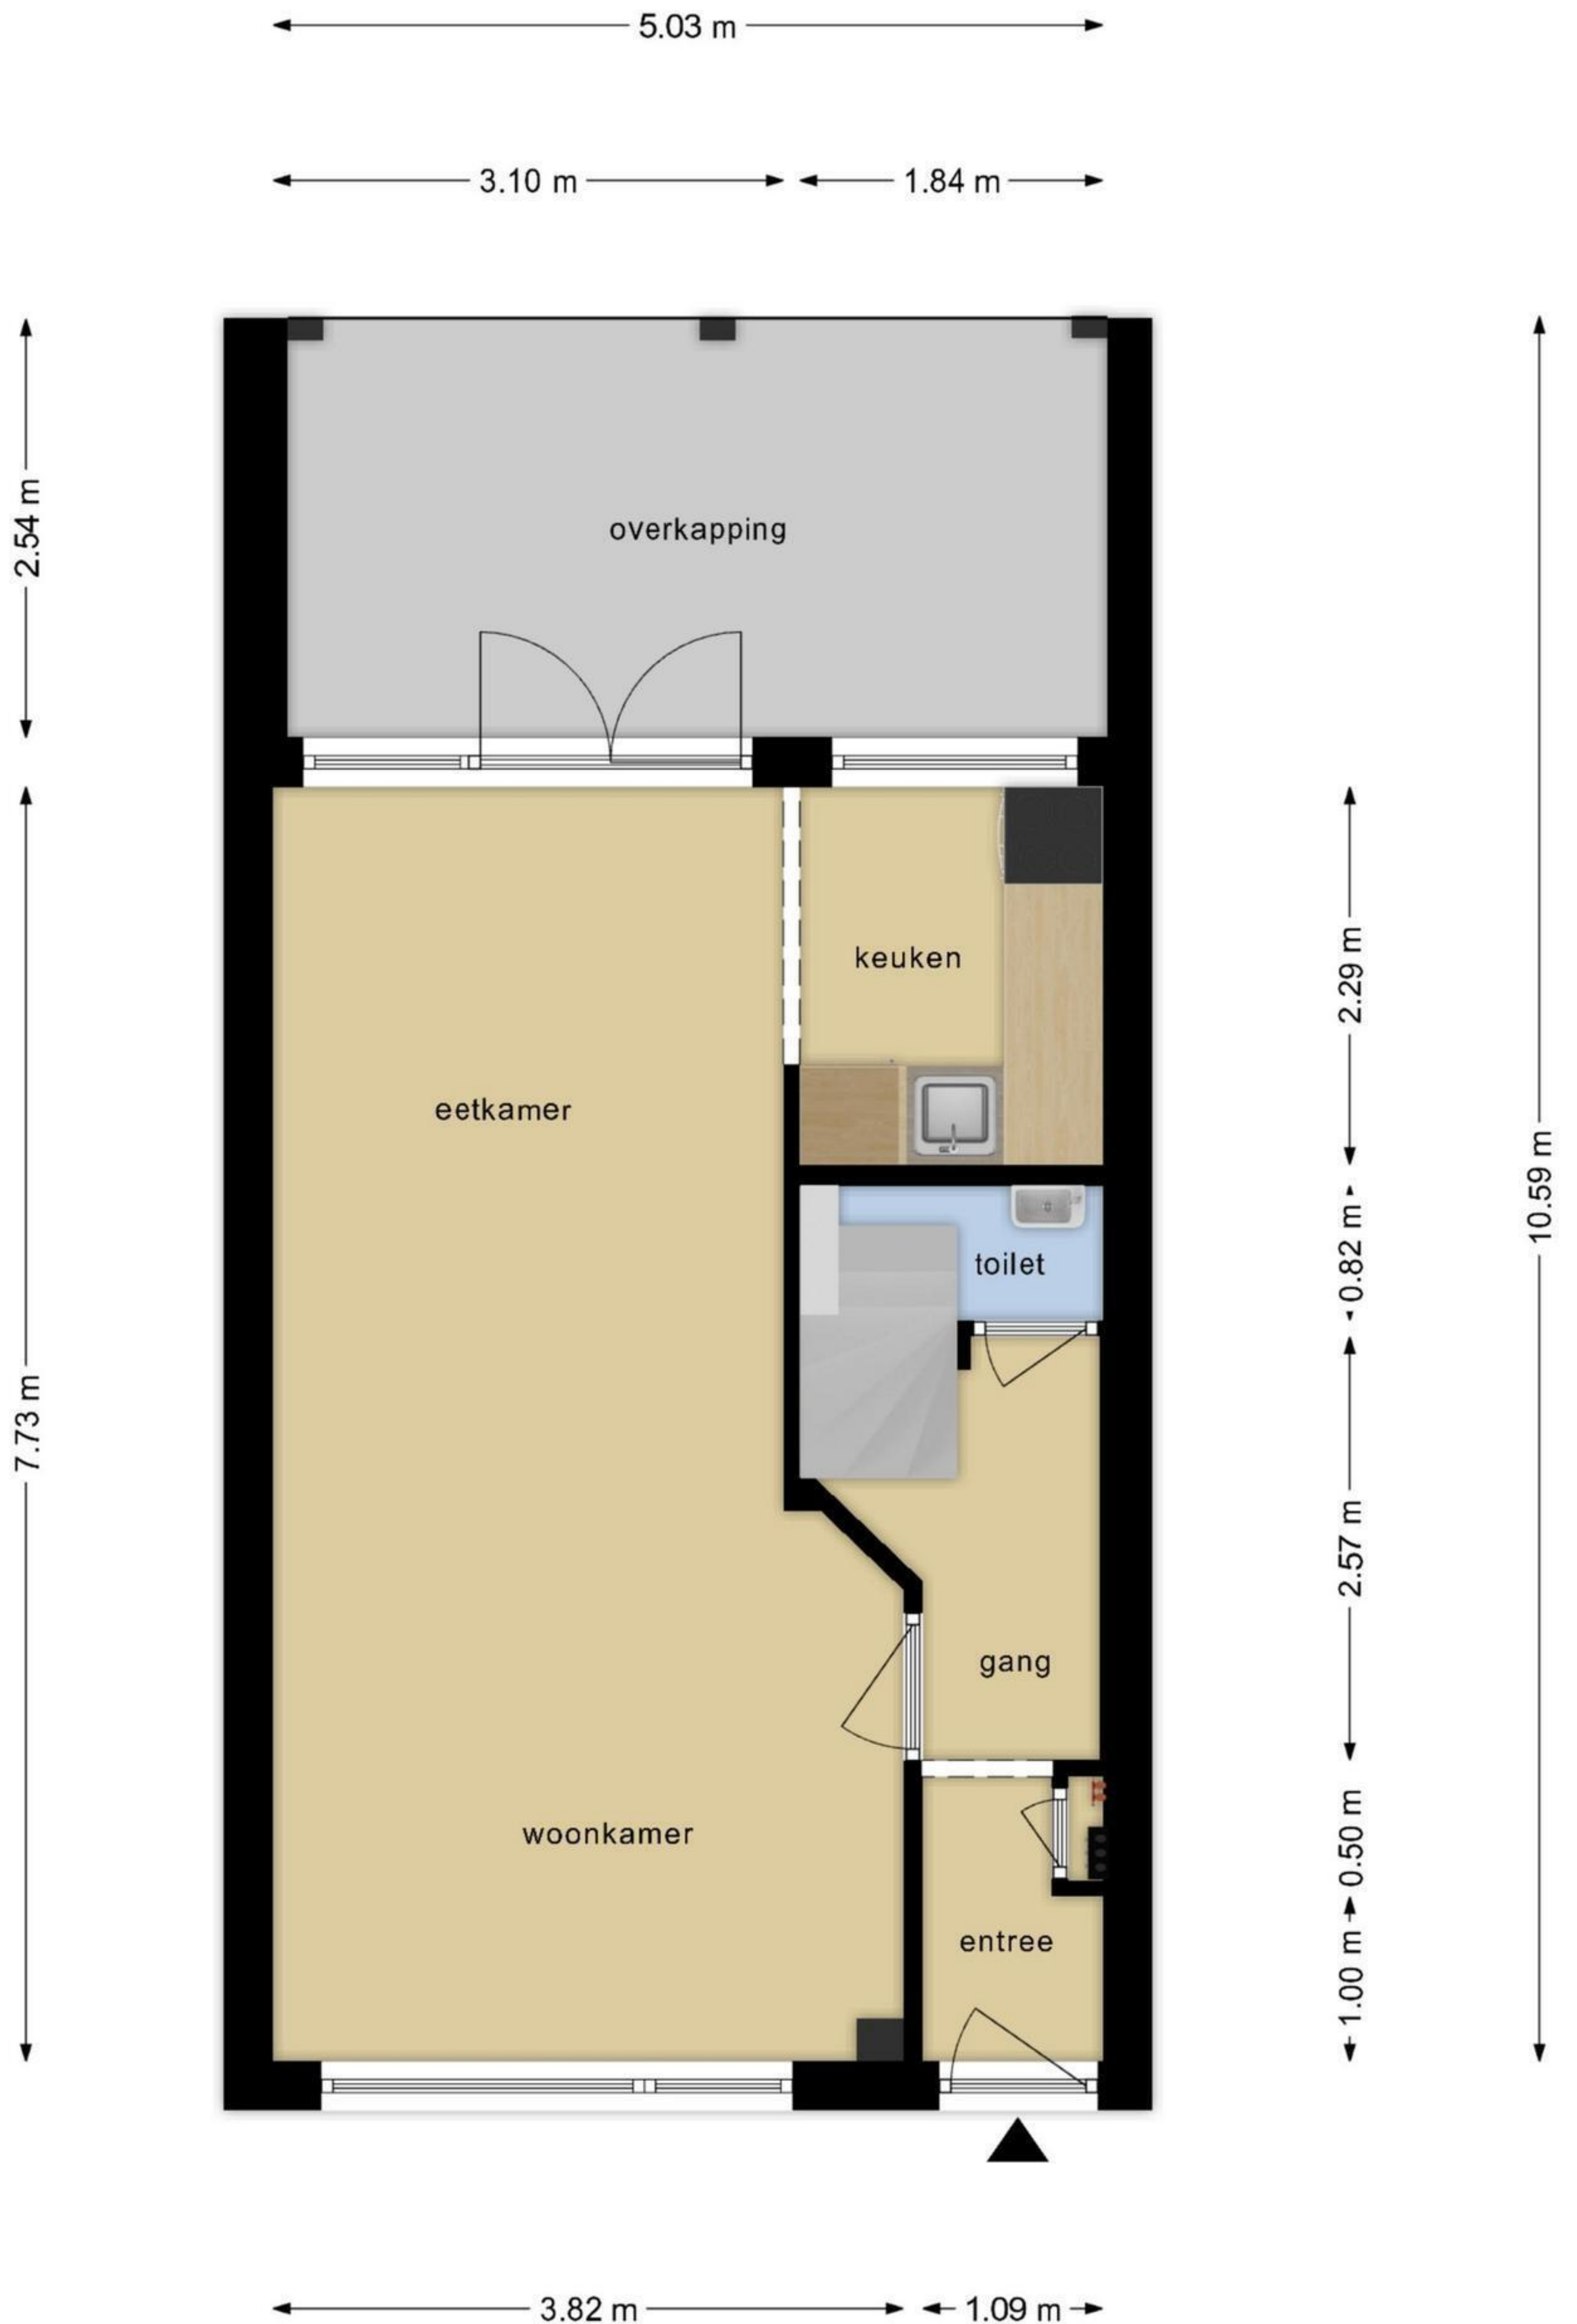 5.03 m
3.10 m
1.84 m
2.54 m
overkapping
keuken
2.29 m
eetkamer
10.59 m
0.82 m
toilet
7.73 m
2.57 m
gang
woonkamer
0.50 m
entree
1.00 m
3.82 m
1.09 m